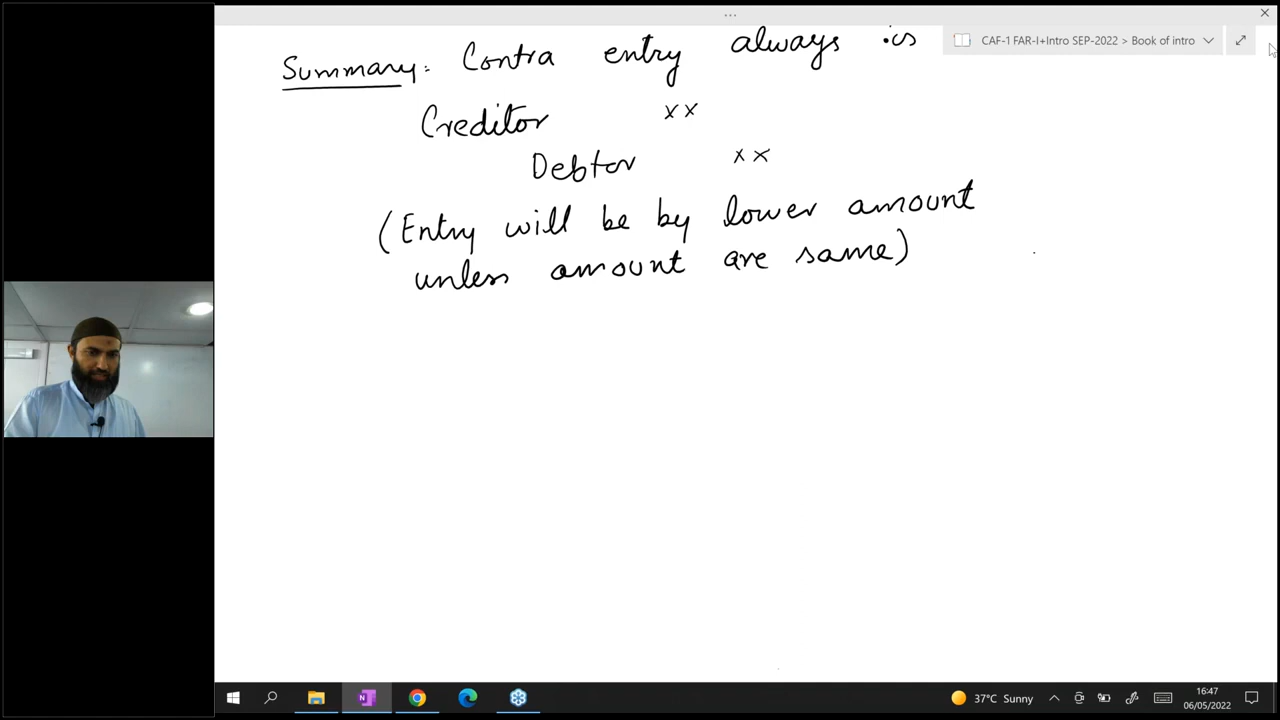 CAF-1 FAR-I+Intro SEP-2022 > Book of intro
Summary: Contra entry always is
Creditor xx
Debtor xx
(Entry will be by lower amount
unless amount are same)
37°C Sunny
16:47
06/05/2022